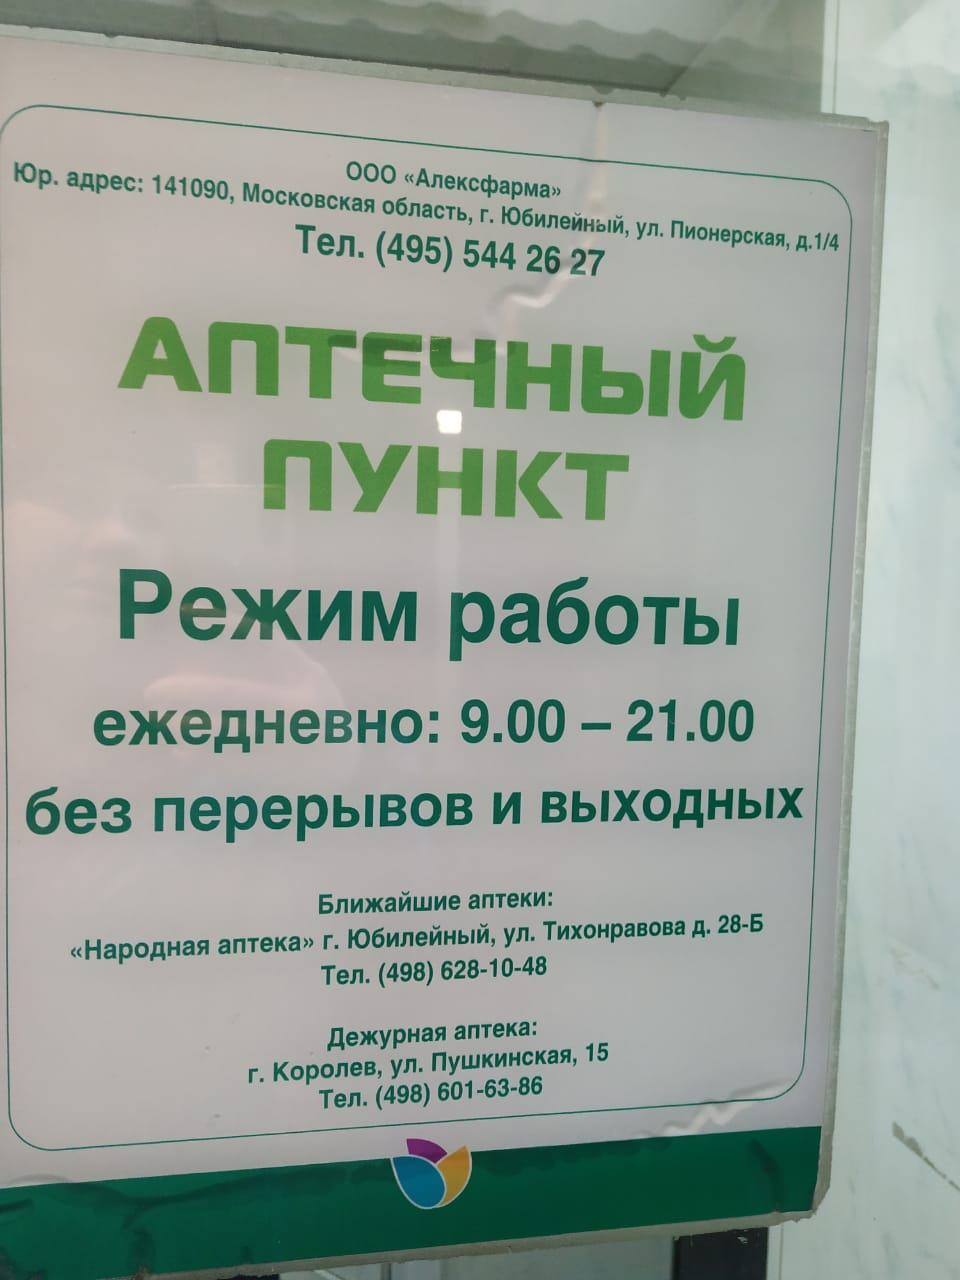 ООО «Алексфарма»
Юр. адрес: 141090, Московская область, г. Юбилейный, ул. Пионерская, д.1/4
Тел. (495) 544 26 27
АПТЕЧНЫЙ
ПУНКТ
Режим работы
ежедневно: 9.00 – 21.00
без перерывов и выходных
Ближайшие аптеки:
«Народная аптека» г. Юбилейный, ул. Тихонравова д. 28-Б
Тел. (498) 628-10-48
Дежурная аптека:
г. Королев, ул. Пушкинская, 15
Тел. (498) 601-63-86